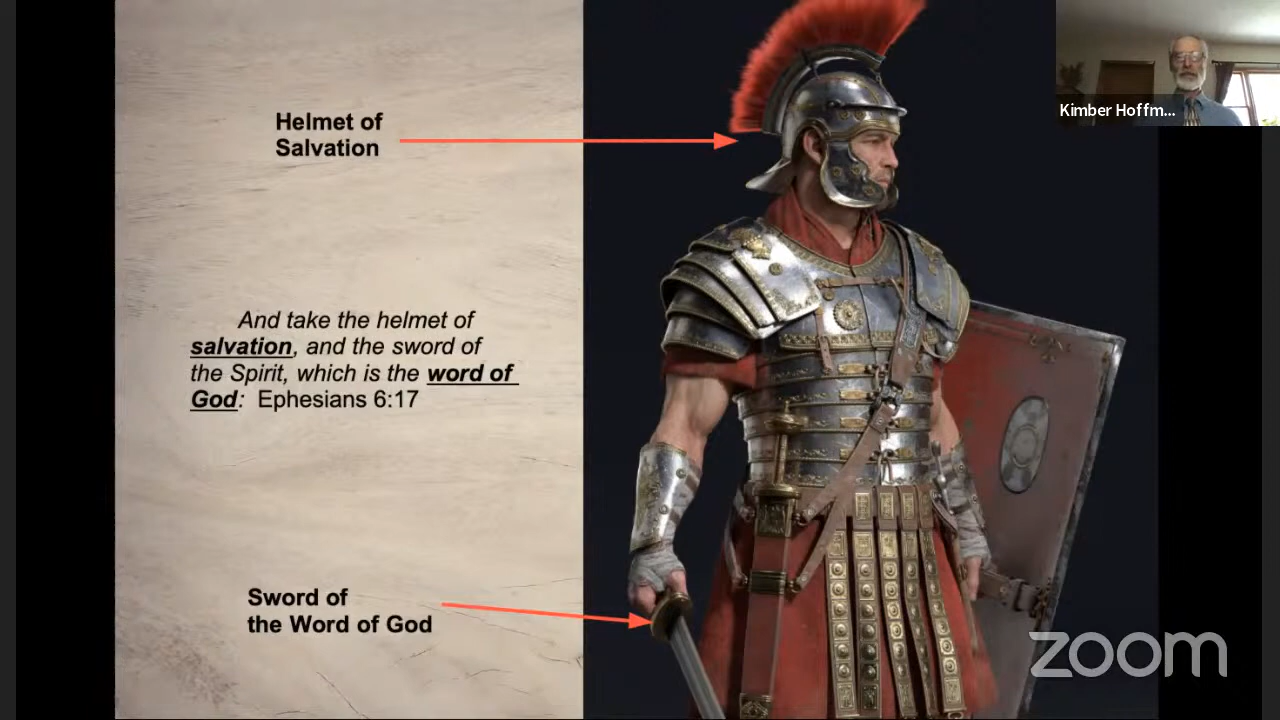 Helmet of
Salvation
And take the helmet of
salvation, and the sword of
the Spirit, which is the word of
God:  Ephesians 6:17
Sword of
the Word of God
Kimber Hoffm...
zoom